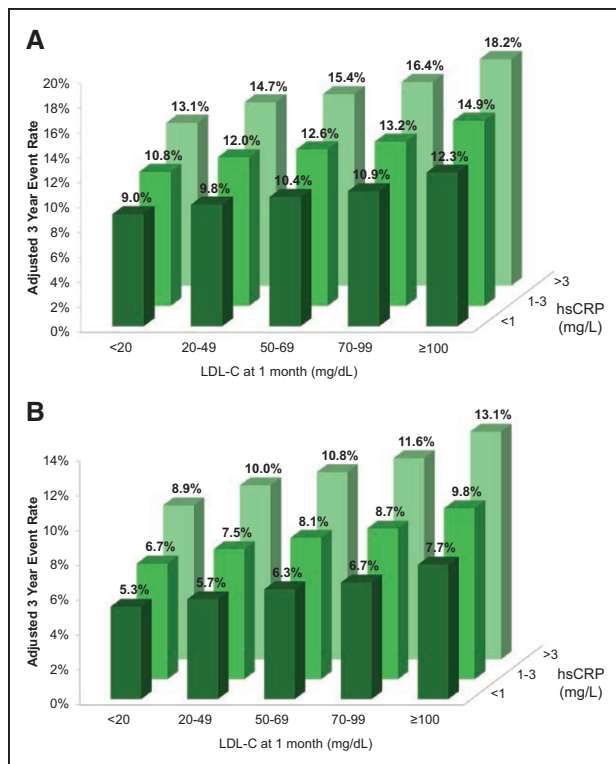 A
20%
18%
16%
14%
12%
10%
8%
6%
4%
2%
0%
Adjusted 3 Year Event Rate
13.1% 14.7% 15.4% 16.4% 18.2%
10.8% 12.0% 12.6% 13.2% 14.9%
9.0% 9.8% 10.4% 10.9% 12.3%
<20 20-49 50-69 70-99 ≥100
LDL-C at 1 month (mg/dL)
>3
1-3
<1
hsCRP
(mg/L)
B
14%
12%
10%
8%
6%
4%
2%
0%
Adjusted 3 Year Event Rate
8.9% 10.0% 10.8% 11.6% 13.1%
6.7% 7.5% 8.1% 8.7% 9.8%
5.3% 5.7% 6.3% 6.7% 7.7%
<20 20-49 50-69 70-99 ≥100
LDL-C at 1 month (mg/dL)
>3
1-3
<1
hsCRP
(mg/L)